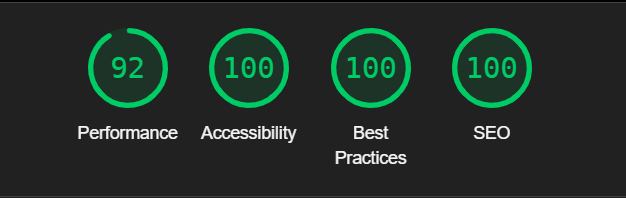 92
100
100
100
Performance
Accessibility
Best
Practices
SEO